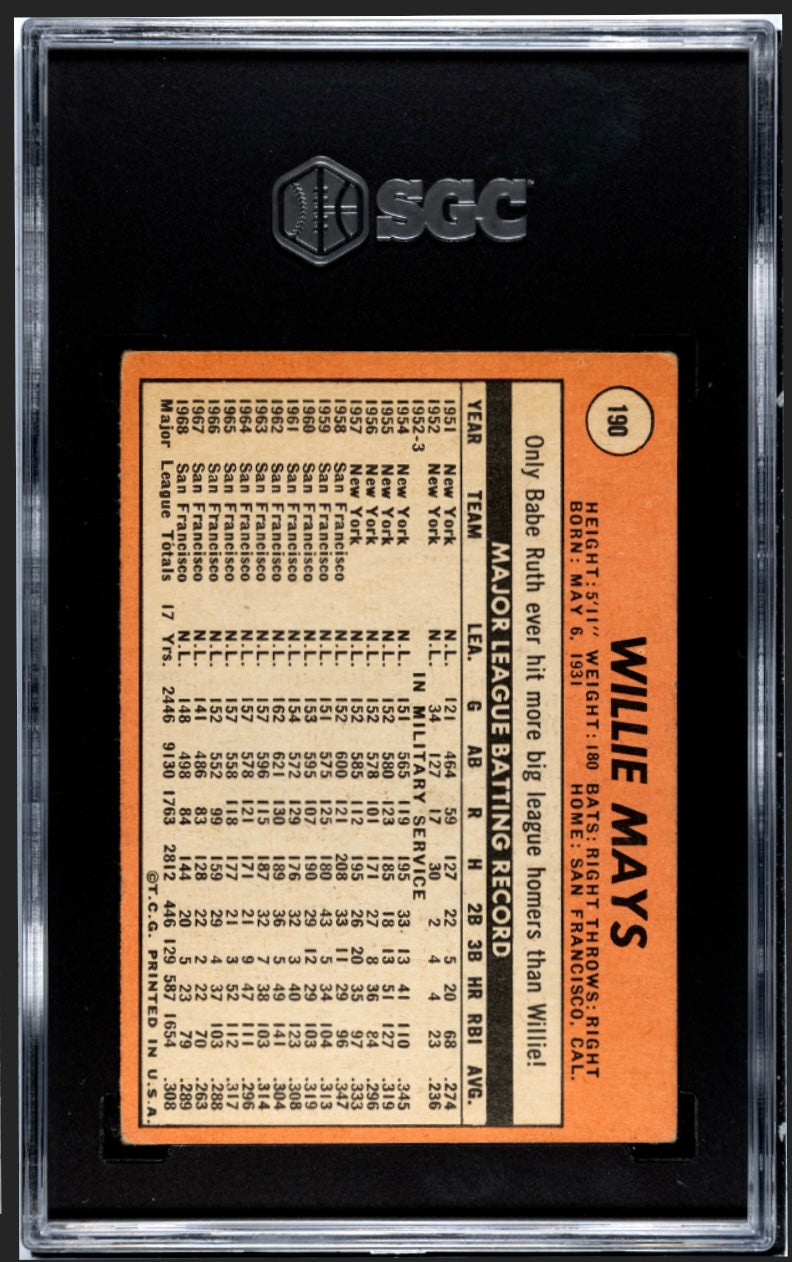 SGC
190
WILLIE MAYS
HEIGHT: 5'11" WEIGHT: 180 BATS: RIGHT THROWS: RIGHT
BORN: MAY 6, 1931 HOME: SAN FRANCISCO, CAL.
Only Babe Ruth ever hit more big league homers than Willie!
MAJOR LEAGUE BATTING RECORD
YEAR TEAM LEA. G AB R H 2B 3B HR RBI AVG.
1951 New York N.L. 121 464 59 127 22 5 20 68 .274
1952 New York N.L. 34 127 17 30 2 4 4 23 .236
1952-3 IN MILITARY SERVICE
1954 New York N.L. 151 565 119 195 33 13 41 110 .345
1955 New York N.L. 152 580 123 185 18 13 51 127 .319
1956 New York N.L. 152 578 101 171 27 8 36 84 .296
1957 New York N.L. 152 585 112 195 26 20 35 97 .333
1958 San Francisco N.L. 152 600 121 208 33 11 29 96 .347
1959 San Francisco N.L. 151 575 125 180 43 5 34 104 .313
1960 San Francisco N.L. 153 595 107 190 29 12 29 103 .319
1961 San Francisco N.L. 154 572 129 176 32 3 40 123 .308
1962 San Francisco N.L. 162 621 130 189 36 5 49 141 .304
1963 San Francisco N.L. 157 596 115 187 32 7 38 103 .314
1964 San Francisco N.L. 157 578 121 171 21 9 47 111 .296
1965 San Francisco N.L. 157 558 118 177 21 3 52 112 .317
1966 San Francisco N.L. 152 552 99 159 29 4 37 103 .288
1967 San Francisco N.L. 141 486 83 128 22 2 22 70 .263
1968 San Francisco N.L. 148 498 84 144 20 5 23 79 .289
Major League Totals 17 Yrs. 2446 9130 1763 2812 446 129 587 1654 .308
©T.C.G. PRINTED IN U.S.A.